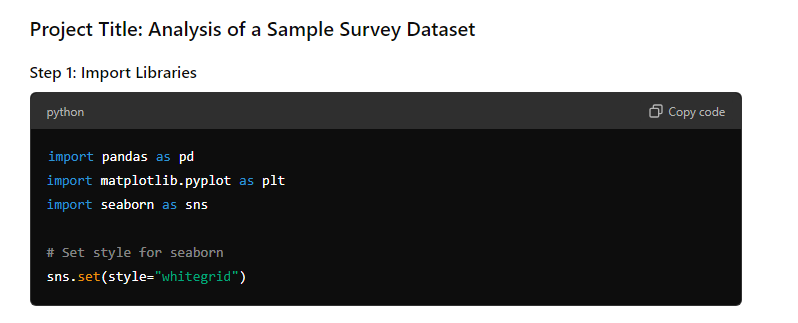 Project Title: Analysis of a Sample Survey Dataset
Step 1: Import Libraries
python Copy code
import pandas as pd
import matplotlib.pyplot as plt
import seaborn as sns
# Set style for seaborn
sns.set(style="whitegrid")